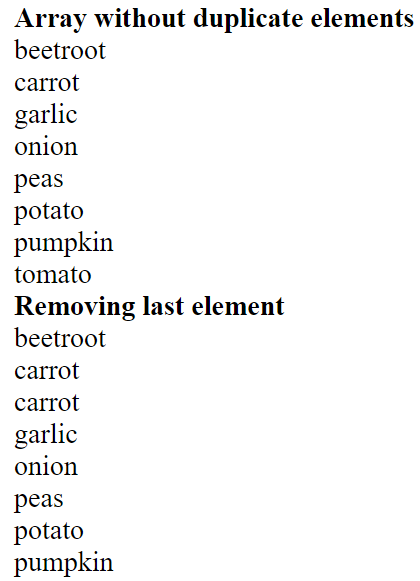 Array without duplicate elements
beetroot
carrot
garlic
onion
peas
potato
pumpkin
tomato
Removing last element
beetroot
carrot
carrot
garlic
onion
peas
potato
pumpkin